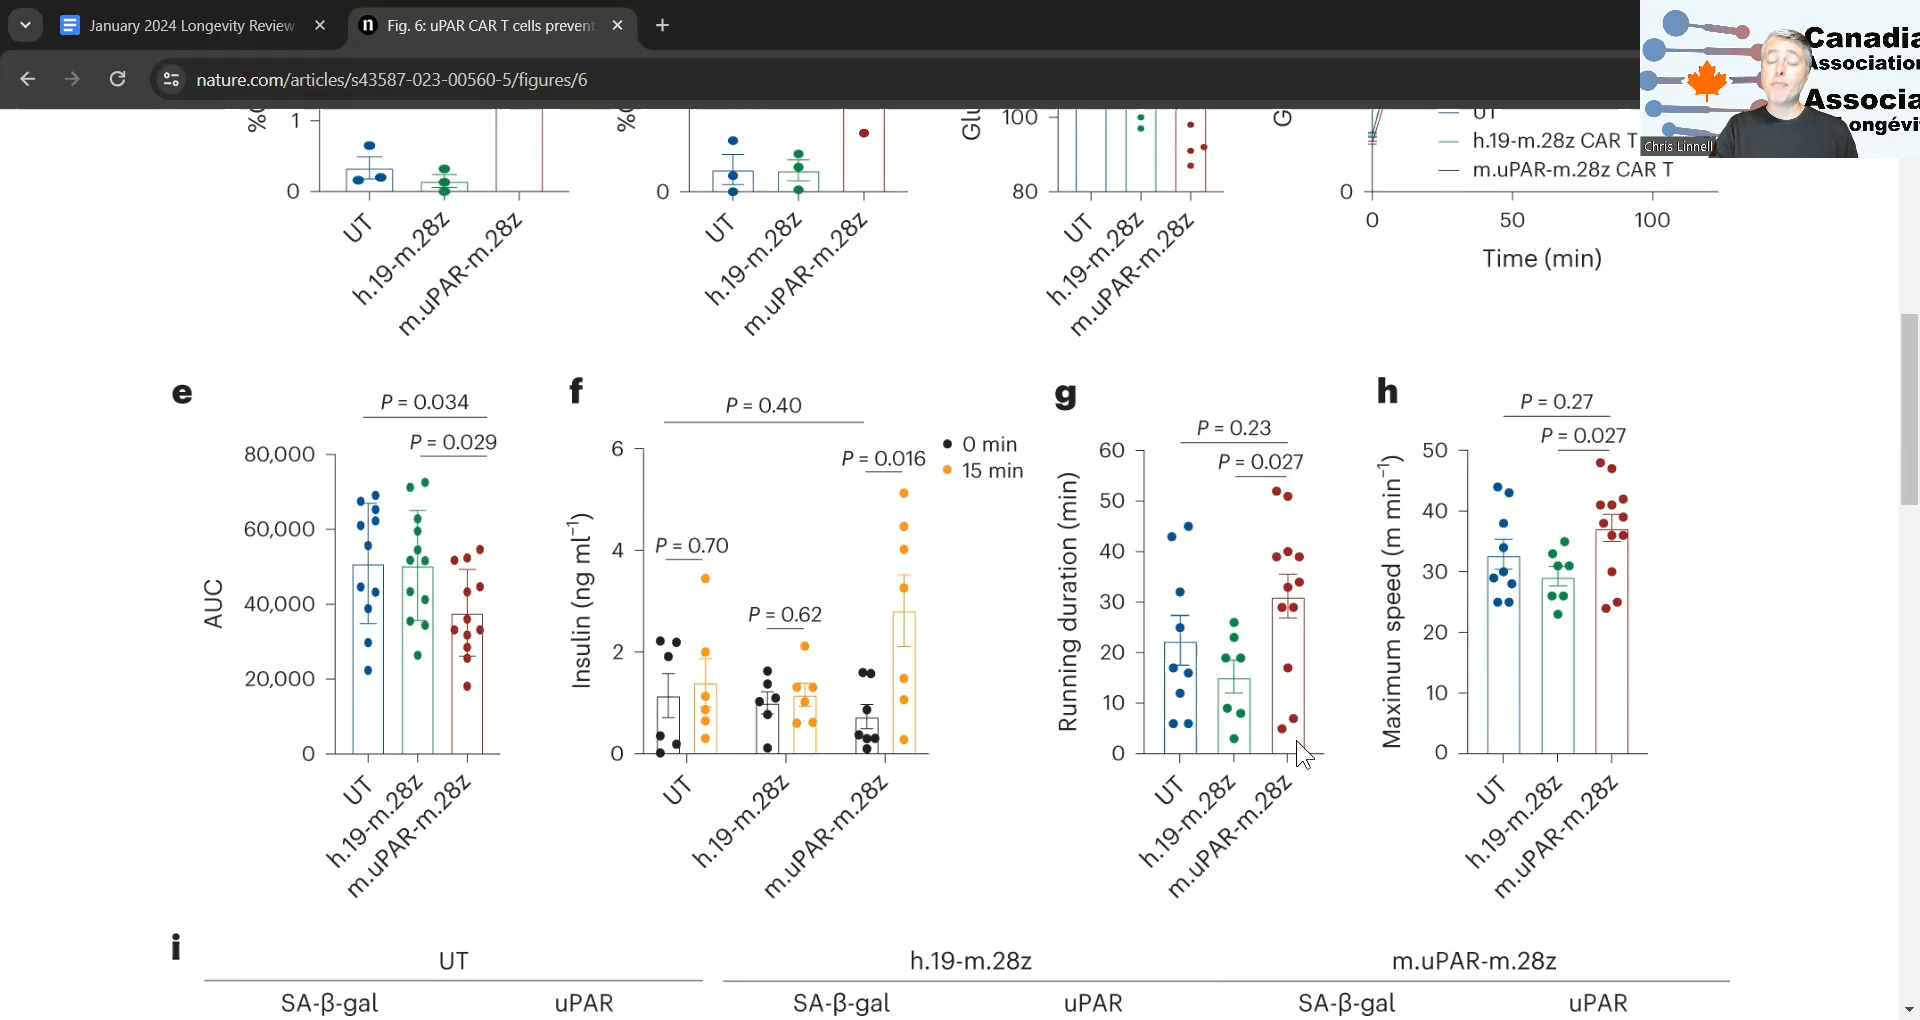 January 2024 Longevity Review
Fig. 6: uPAR CAR T cells prevent
nature.com/articles/s43587-023-00560-5/figures/6
Canadia
Association
Associa
Longévi
Chris Linnell
1
0
UT
h.19-m.28z
m.uPAR-m.28z
0
UT
h.19-m.28z
m.uPAR-m.28z
Glu
100
80
UT
h.19-m.28z
m.uPAR-m.28z
G
0
UT
h.19-m.28z CAR T
m.uPAR-m.28z CAR T
0 50 100
Time (min)
e
P = 0.034
P = 0.029
AUC
80,000
60,000
40,000
20,000
0
UT
h.19-m.28z
m.uPAR-m.28z
f
P = 0.40
P = 0.016
P = 0.70
P = 0.62
0 min
15 min
Insulin (ng ml⁻¹)
6
4
2
0
UT
h.19-m.28z
m.uPAR-m.28z
g
P = 0.23
P = 0.027
Running duration (min)
60
50
40
30
20
10
0
UT
h.19-m.28z
m.uPAR-m.28z
h
P = 0.27
P = 0.027
Maximum speed (m min⁻¹)
50
40
30
20
10
0
UT
h.19-m.28z
m.uPAR-m.28z
i
UT h.19-m.28z m.uPAR-m.28z
SA-β-gal uPAR SA-β-gal uPAR SA-β-gal uPAR